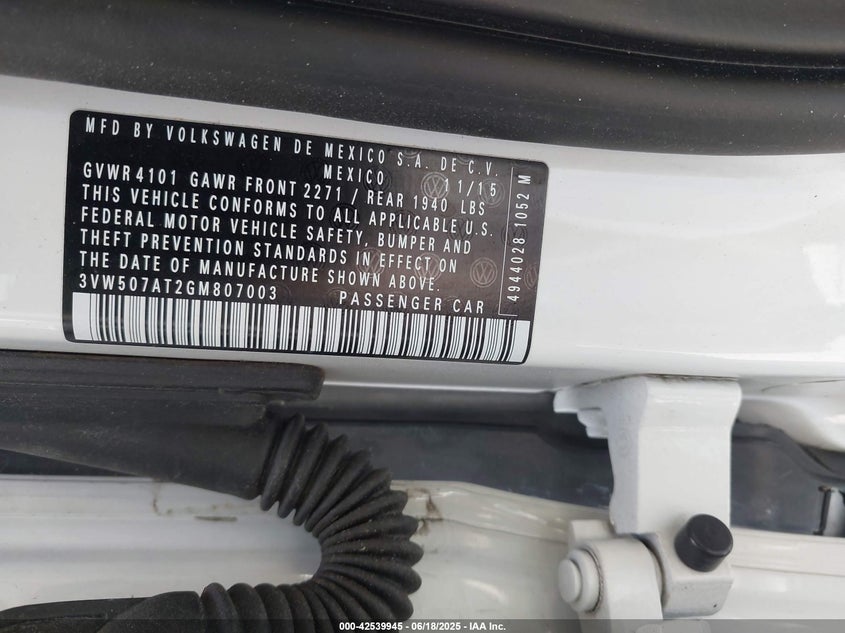 MFD BY VOLKSWAGEN DE MEXICO S.A. DE C.V.
MEXICO 11/15
GVWR 4101 GAWR FRONT 2271 / REAR 1940 LBS
THIS VEHICLE CONFORMS TO ALL APPLICABLE U.S.
FEDERAL MOTOR VEHICLE SAFETY, BUMPER AND
THEFT PREVENTION STANDARDS IN EFFECT ON
THE DATE OF MANUFACTURE SHOWN ABOVE.
3VW507AT2GM807003 PASSENGER CAR
49440281052 M
000-42539945 - 06/18/2025 - IAA Inc.